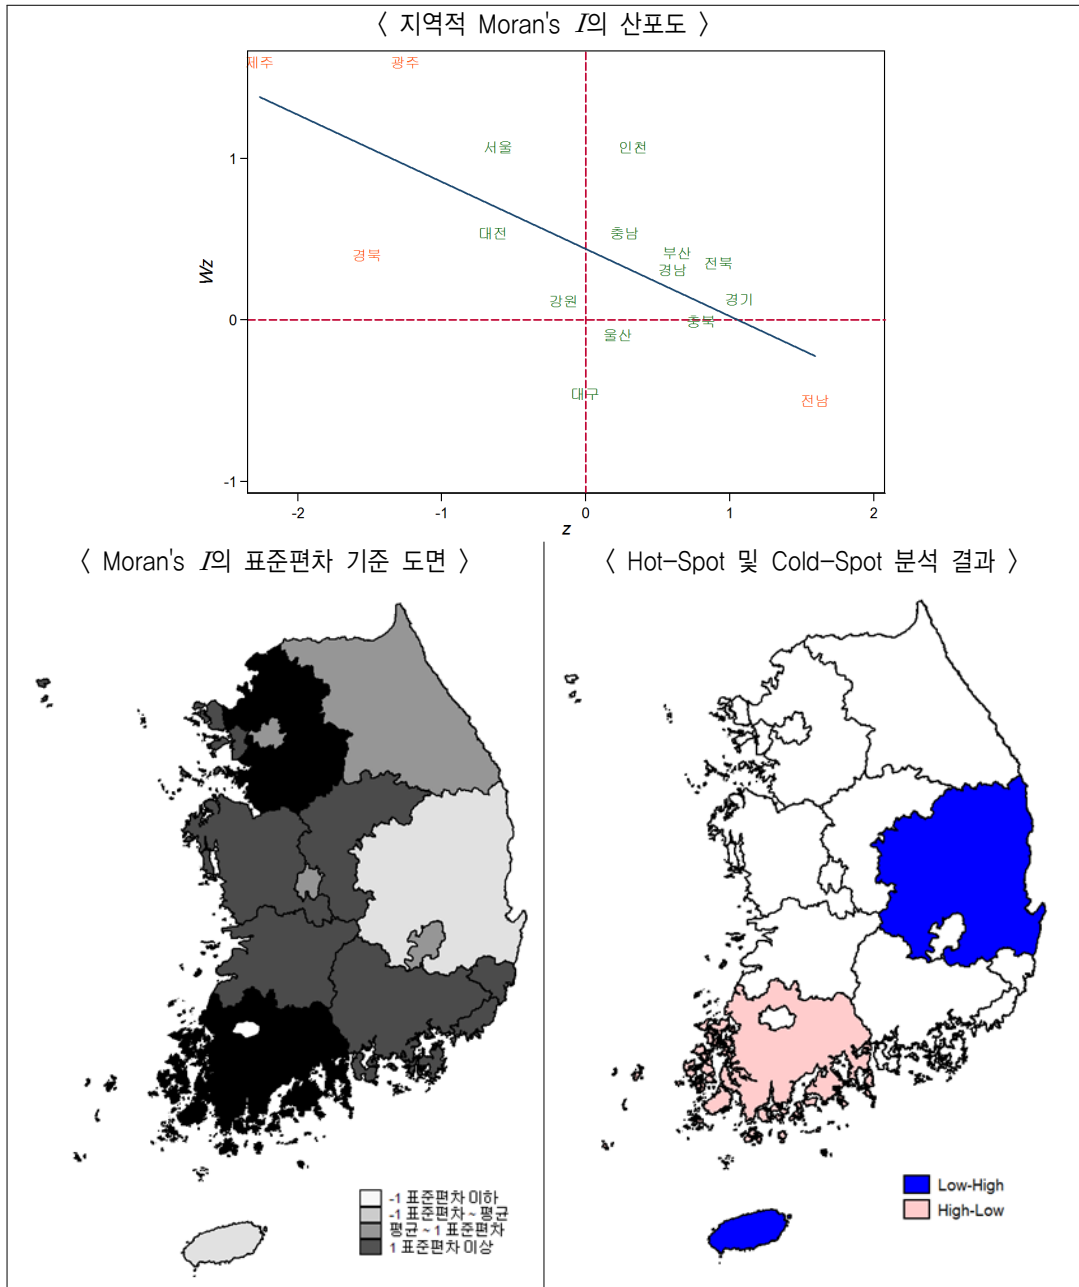 〈 지역적 Moran's I의 산포도 〉
제주 광주
서울 인천
1
대전 충남
경북 부산 전북
경남
Wz
강원 경기
0 충북
울산
대구 전남
-1
-2 -1 0 1 2
z
〈 Moran's I의 표준편차 기준 도면 〉
-1 표준편차 이하
-1 표준편차 ~ 평균
평균 ~ 1 표준편차
1 표준편차 이상
〈 Hot-Spot 및 Cold-Spot 분석 결과 〉
Low-High
High-Low